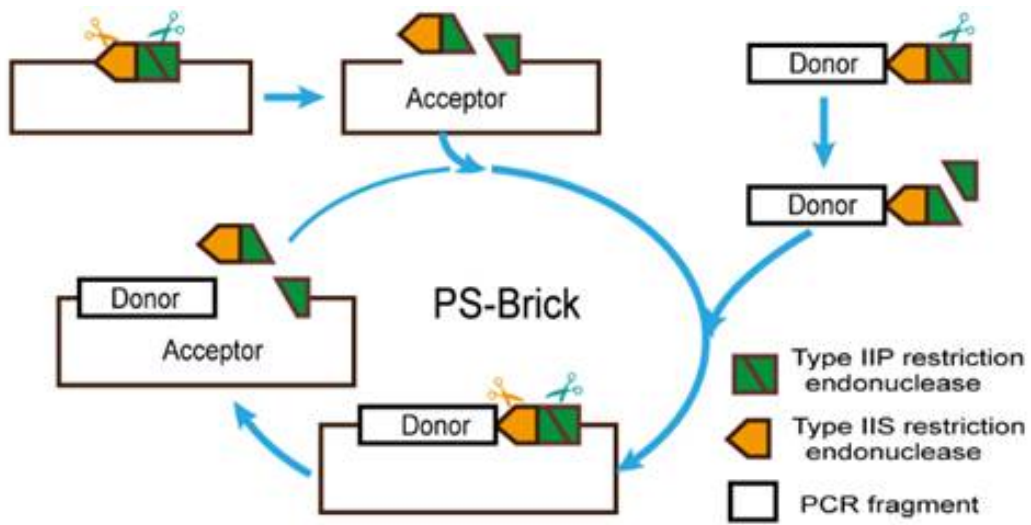 Donor
Acceptor
Donor
Donor
Acceptor
PS-Brick
Donor
Type IIP restriction
endonuclease
Type IIS restriction
endonuclease
PCR fragment